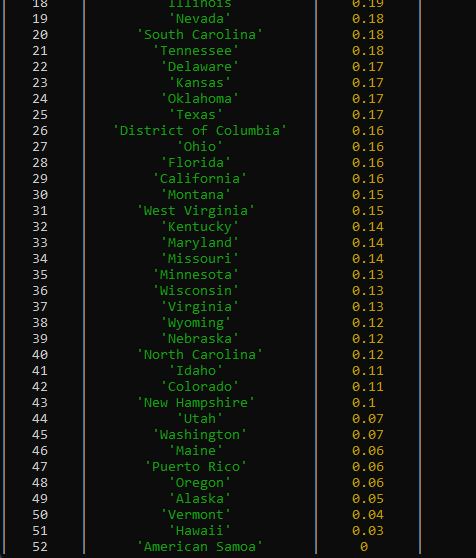 18 Illinois 0.19
19 'Nevada' 0.18
20 'South Carolina' 0.18
21 'Tennessee' 0.18
22 'Delaware' 0.17
23 'Kansas' 0.17
24 'Oklahoma' 0.17
25 'Texas' 0.17
26 'District of Columbia' 0.16
27 'Ohio' 0.16
28 'Florida' 0.16
29 'California' 0.16
30 'Montana' 0.15
31 'West Virginia' 0.15
32 'Kentucky' 0.14
33 'Maryland' 0.14
34 'Missouri' 0.14
35 'Minnesota' 0.13
36 'Wisconsin' 0.13
37 'Virginia' 0.13
38 'Wyoming' 0.12
39 'Nebraska' 0.12
40 'North Carolina' 0.12
41 'Idaho' 0.11
42 'Colorado' 0.11
43 'New Hampshire' 0.1
44 'Utah' 0.07
45 'Washington' 0.07
46 'Maine' 0.06
47 'Puerto Rico' 0.06
48 'Oregon' 0.06
49 'Alaska' 0.05
50 'Vermont' 0.04
51 'Hawaii' 0.03
52 'American Samoa' 0